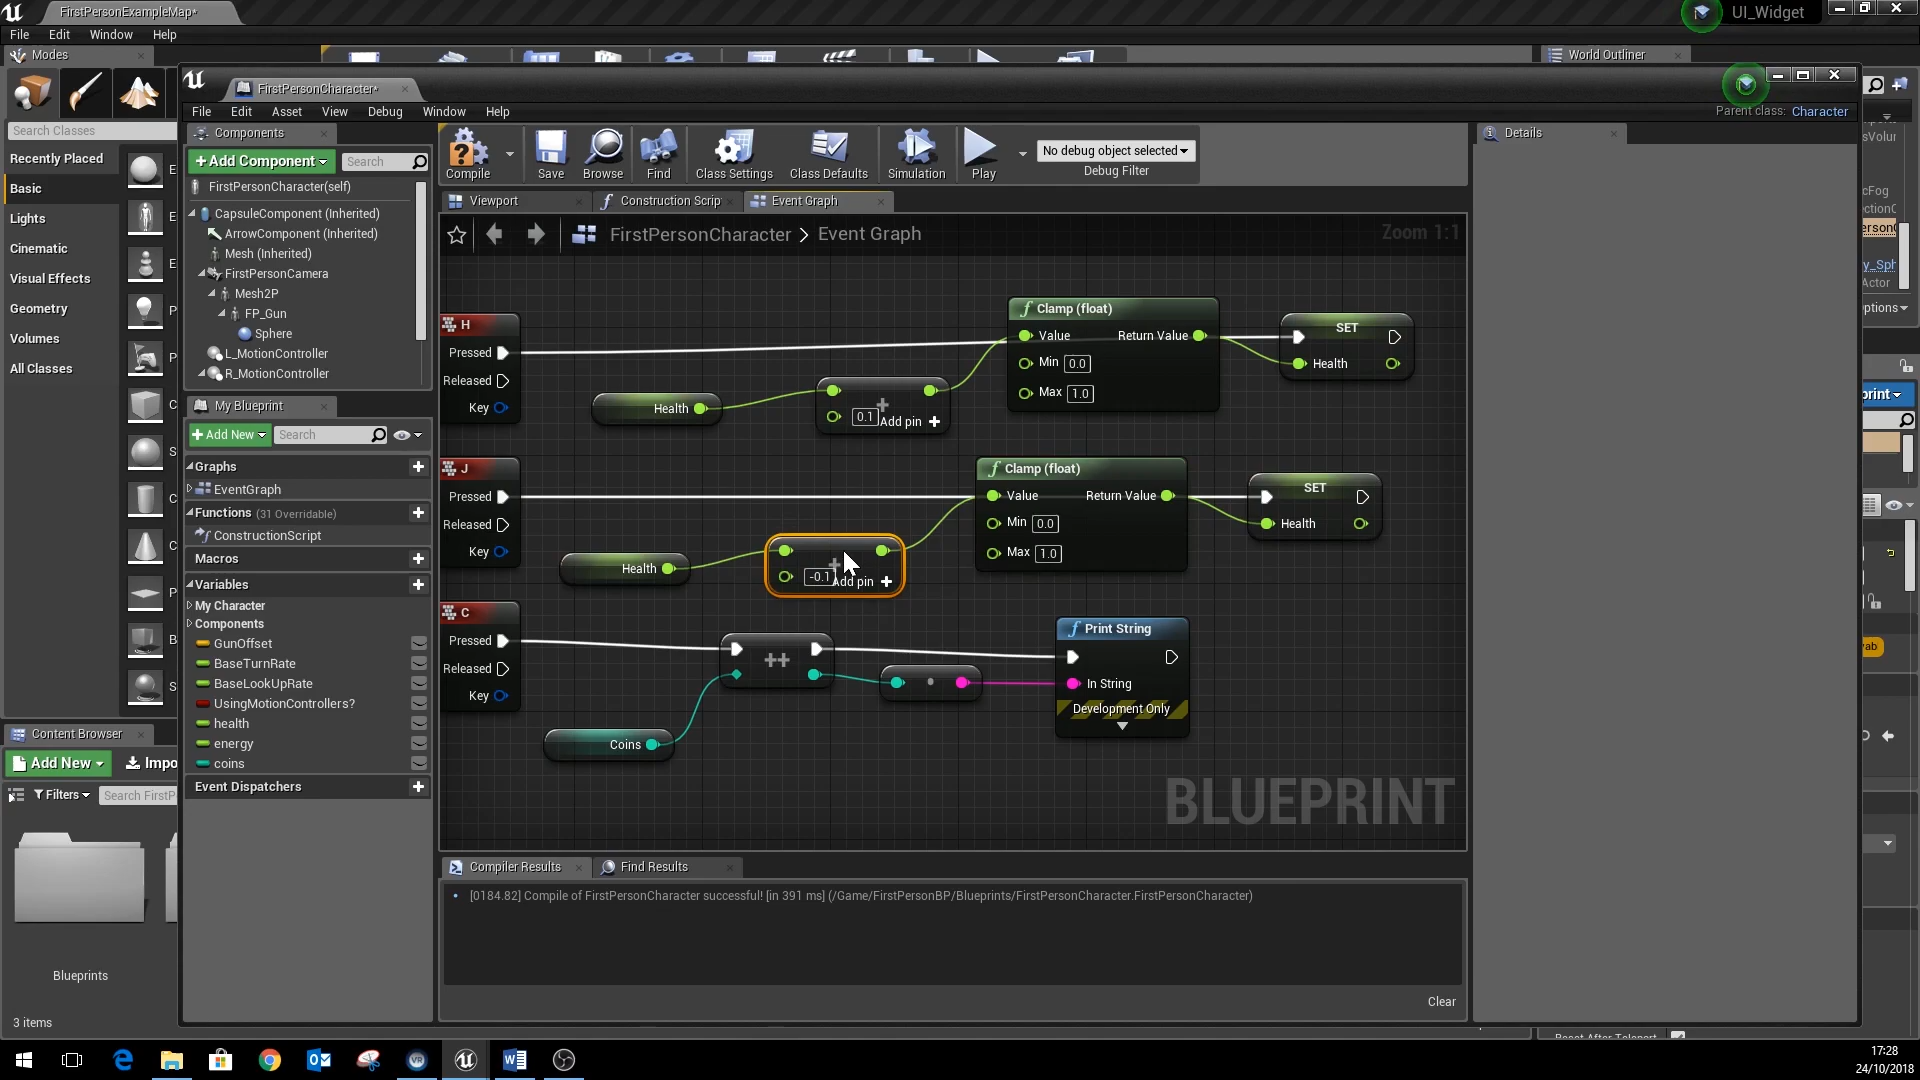 FirstPersonExampleMap*
UI_Widget
File Edit Window Help
Modes
World Outliner
FirstPersonCharacter*
Search Classes
Recently Placed
Basic
Lights
Cinematic
Visual Effects
Geometry
Volumes
All Classes
File Edit Asset View Debug Window Help
Parent class: Character
Components
+Add Component
Search
FirstPersonCharacter(self)
CapsuleComponent (Inherited)
ArrowComponent (Inherited)
Mesh (Inherited)
FirstPersonCamera
Mesh2P
FP_Gun
Sphere
L_MotionController
R_MotionController
My Blueprint
+Add New
Search
Graphs
EventGraph
Functions (31 Overridable)
ConstructionScript
Macros
Variables
My Character
Components
GunOffset
BaseTurnRate
BaseLookUpRate
UsingMotionControllers?
health
energy
coins
Event Dispatchers
Compile
Save
Browse
Find
Class Settings
Class Defaults
Simulation
Play
No debug object selected
Debug Filter
Viewport
Construction Scrip
Event Graph
FirstPersonCharacter > Event Graph
Zoom 1:1
H
Pressed
Released
Key
Health
0.1
Add pin +
Clamp (float)
Value Return Value
Min 0.0
Max 1.0
SET
Health
J
Pressed
Released
Key
Health
-0.1
Add pin +
Clamp (float)
Value Return Value
Min 0.0
Max 1.0
SET
Health
C
Pressed
Released
Key
++
Coins
Print String
In String
Development Only
BLUEPRINT
Compiler Results
Find Results
[0184.82] Compile of FirstPersonCharacter successful! [in 391 ms] (/Game/FirstPersonBP/Blueprints/FirstPersonCharacter.FirstPersonCharacter)
Clear
Details
Content Browser
Add New
Impo
Filters
Search FirstP
Blueprints
3 items
17:28
24/10/2018